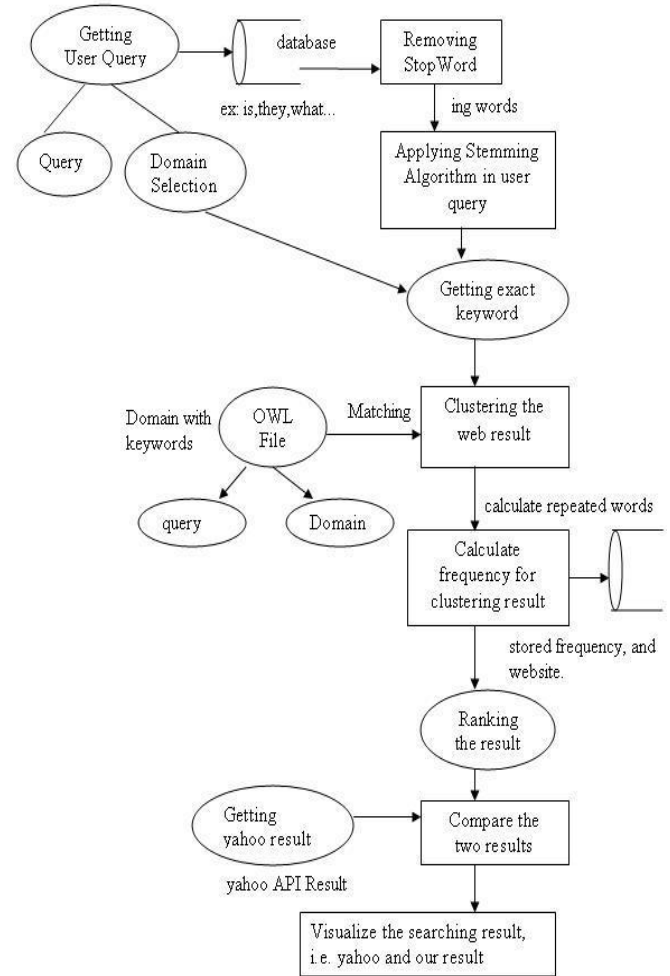 Getting
User Query
database
Removing
StopWord
ex: is,they,what...
ing words
Query
Domain
Selection
Applying Stemming
Algorithm in user
query
Getting exact
keyword
Domain with
keywords
OWL
File
Matching
Clustering the
web result
query
Domain
calculate repeated words
Calculate
frequency for
clustering result
stored frequency, and
website.
Ranking
the result
Getting
yahoo result
yahoo API Result
Compare the
two results
Visualize the searching result,
i.e. yahoo and our result